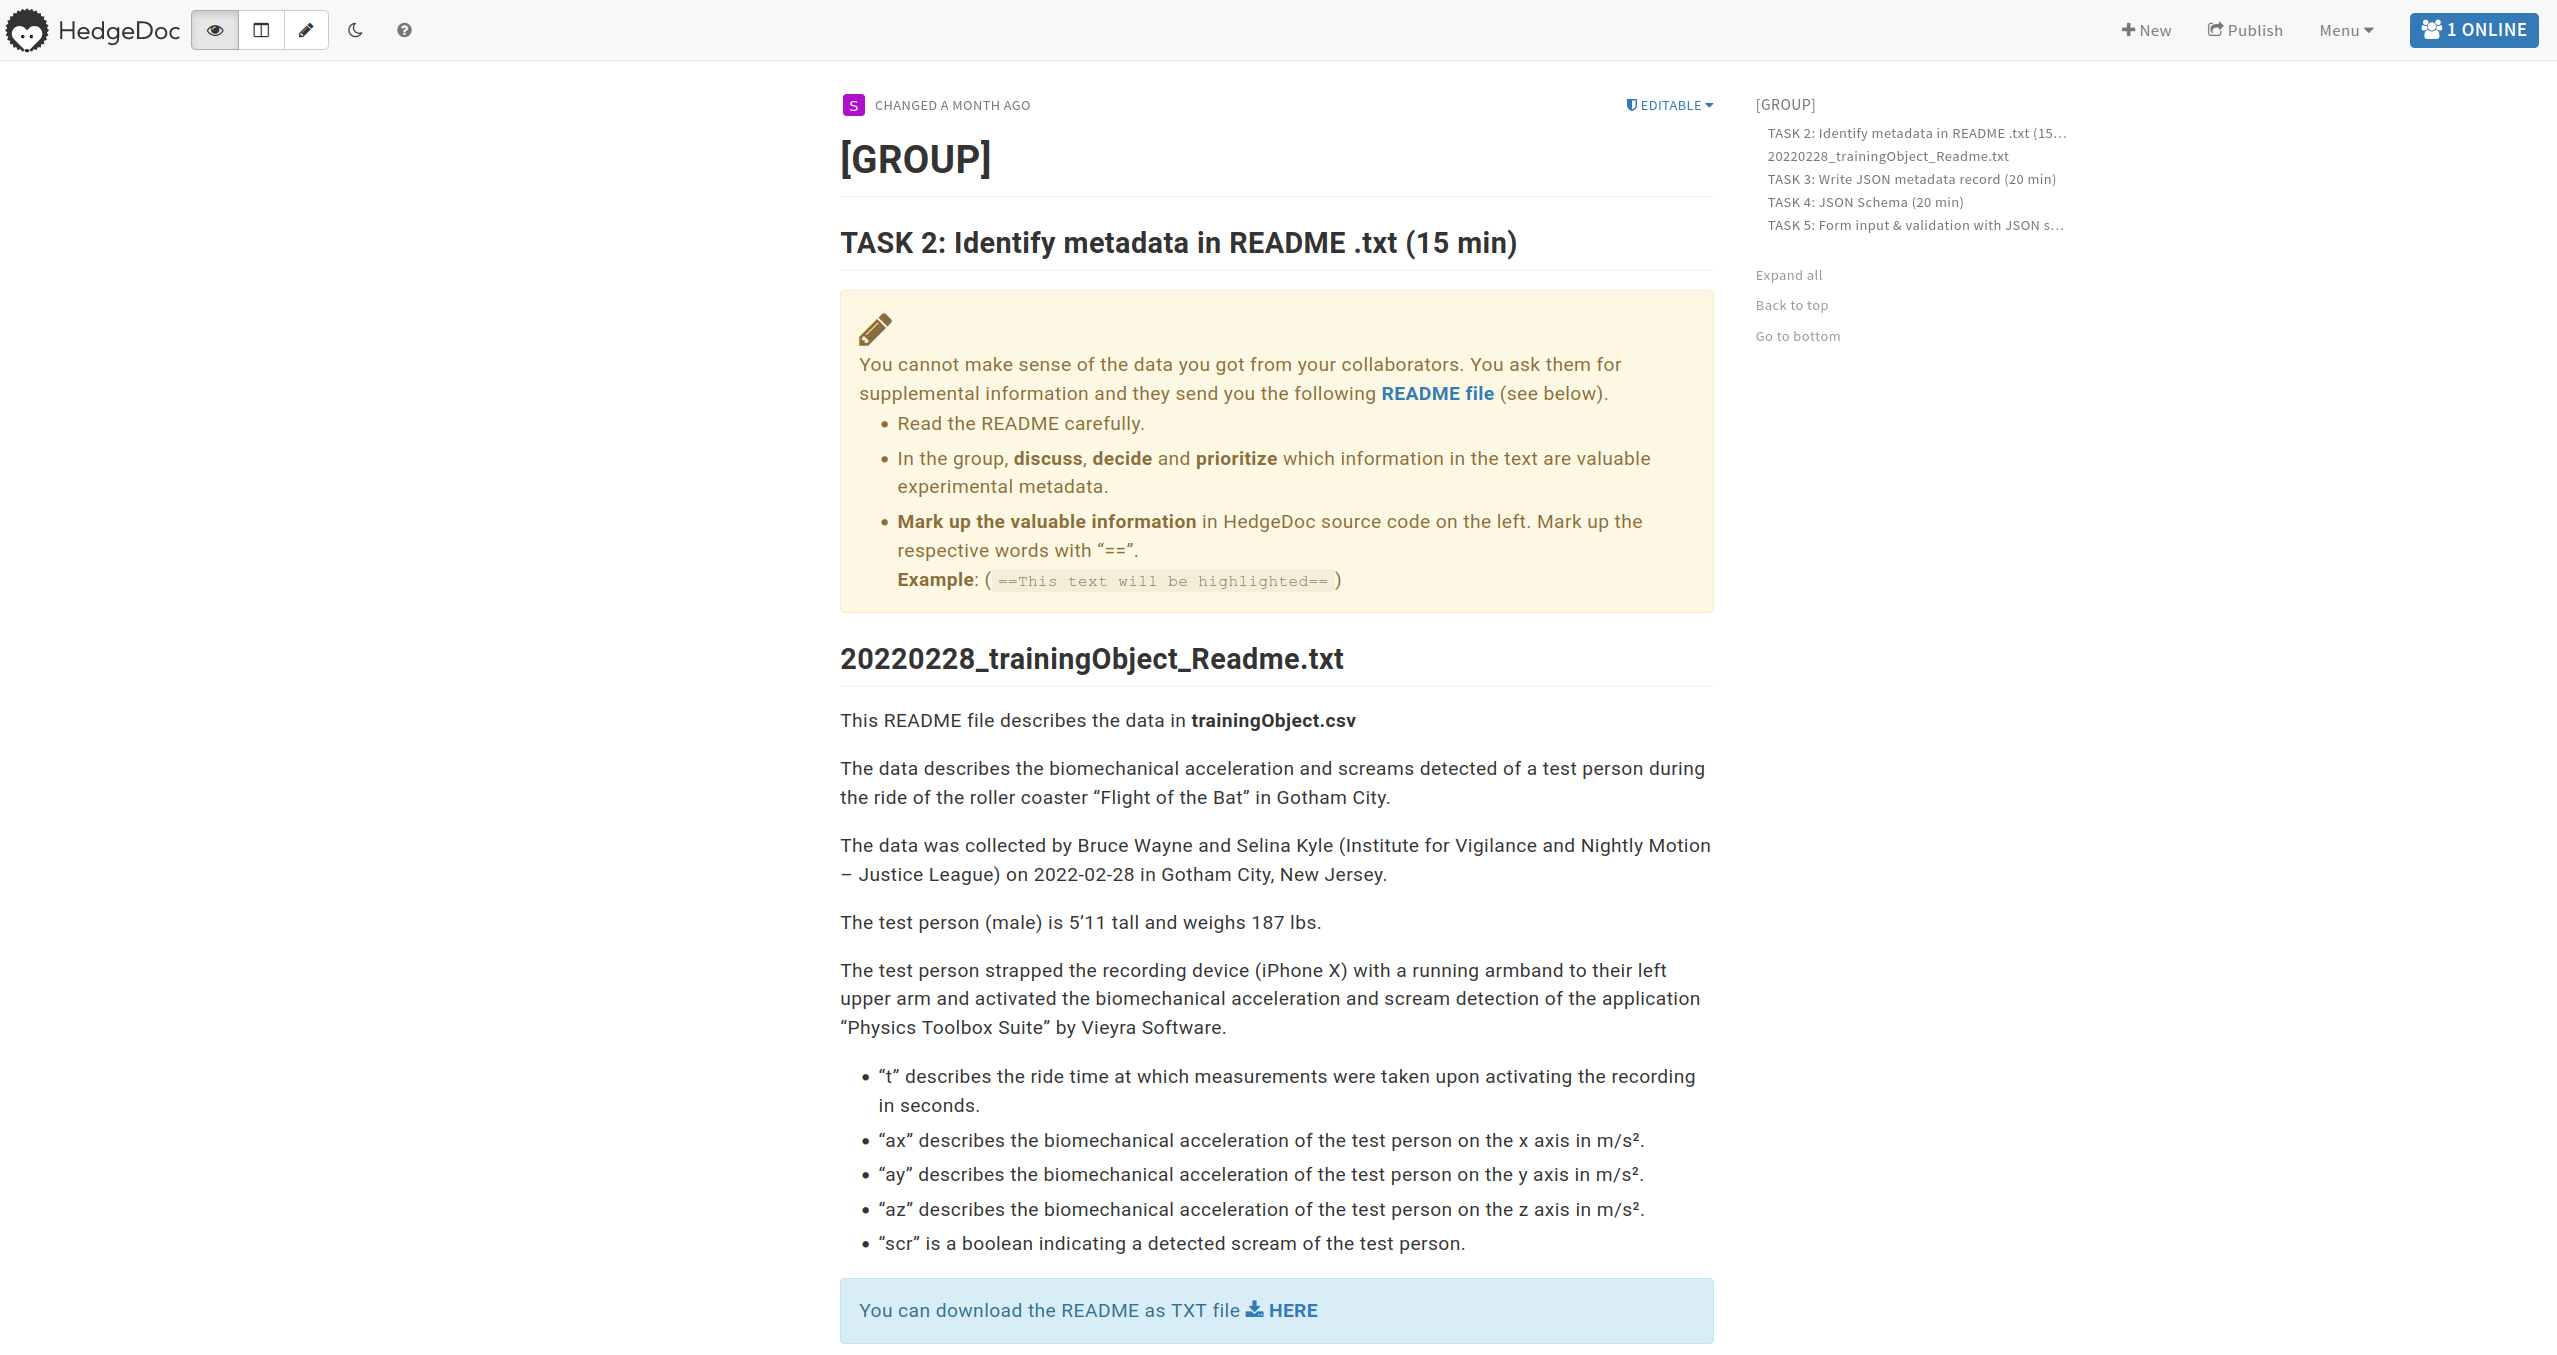 HedgeDoc
New
Publish
Menu
1 ONLINE
S CHANGED A MONTH AGO
EDITABLE
[GROUP]
TASK 2: Identify metadata in README .txt (15 min)
You cannot make sense of the data you got from your collaborators. You ask them for
supplemental information and they send you the following README file (see below).
• Read the README carefully.
• In the group, discuss, decide and prioritize which information in the text are valuable
experimental metadata.
• Mark up the valuable information in HedgeDoc source code on the left. Mark up the
respective words with “==”.
Example: (==This text will be highlighted==)
20220228_trainingObject_Readme.txt
This README file describes the data in trainingObject.csv
The data describes the biomechanical acceleration and screams detected of a test person during
the ride of the roller coaster “Flight of the Bat” in Gotham City.
The data was collected by Bruce Wayne and Selina Kyle (Institute for Vigilance and Nightly Motion
– Justice League) on 2022-02-28 in Gotham City, New Jersey.
The test person (male) is 5’11 tall and weighs 187 lbs.
The test person strapped the recording device (iPhone X) with a running armband to their left
upper arm and activated the biomechanical acceleration and scream detection of the application
“Physics Toolbox Suite” by Vieyra Software.
• “t” describes the ride time at which measurements were taken upon activating the recording
in seconds.
• “ax” describes the biomechanical acceleration of the test person on the x axis in m/s².
• “ay” describes the biomechanical acceleration of the test person on the y axis in m/s².
• “az” describes the biomechanical acceleration of the test person on the z axis in m/s².
• “scr” is a boolean indicating a detected scream of the test person.
You can download the README as TXT file HERE
[GROUP]
TASK 2: Identify metadata in README .txt (15…
20220228_trainingObject_Readme.txt
TASK 3: Write JSON metadata record (20 min)
TASK 4: JSON Schema (20 min)
TASK 5: Form input & validation with JSON s…
Expand all
Back to top
Go to bottom